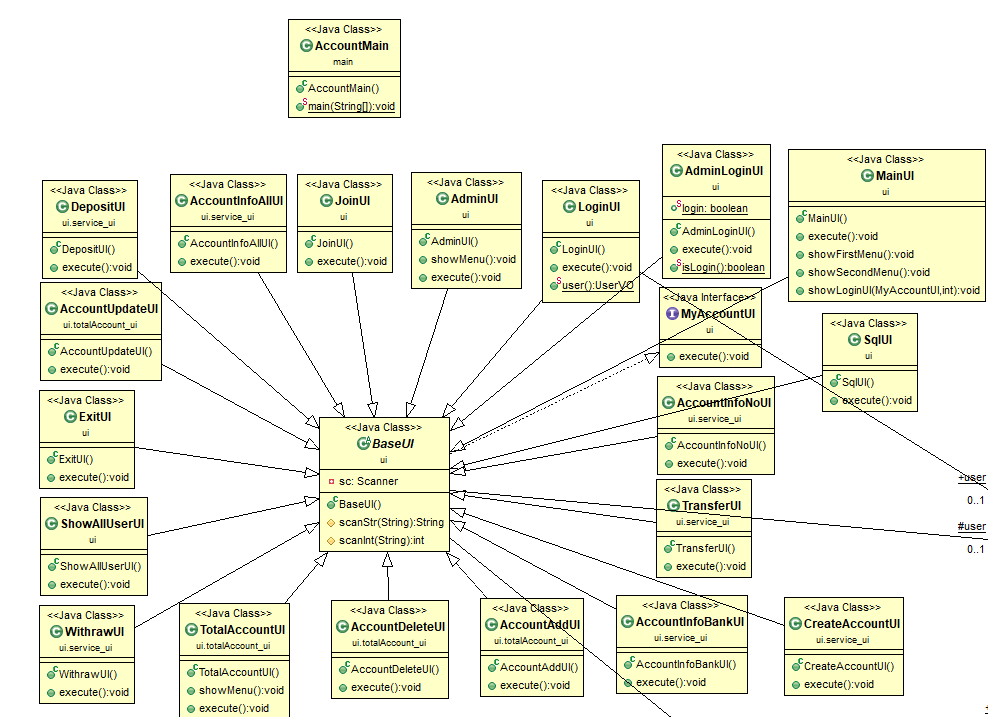 <<Java Class>>
AccountMain
main
AccountMain()
main(String[]):void
<<Java Class>>
DepositUI
ui.service_ui
DepositUI()
execute():void
<<Java Class>>
AccountInfoAllUI
ui.service_ui
AccountInfoAllUI()
execute():void
<<Java Class>>
JoinUI
ui
JoinUI()
execute():void
<<Java Class>>
AdminUI
ui
AdminUI()
showMenu():void
execute():void
<<Java Class>>
LoginUI
ui
LoginUI()
execute():void
user():UserVO
<<Java Class>>
AdminLoginUI
ui
login: boolean
AdminLoginUI()
execute():void
isLogin():boolean
<<Java Class>>
MainUI
ui
MainUI()
execute():void
showFirstMenu():void
showSecondMenu():void
showLoginUI(MyAccountUI,int):void
<<Java Class>>
AccountUpdateUI
ui.totalAccount_ui
AccountUpdateUI()
execute():void
<<Java Interface>>
MyAccountUI
ui
execute():void
<<Java Class>>
SqlUI
ui
SqlUI()
execute():void
<<Java Class>>
ExitUI
ui
ExitUI()
execute():void
<<Java Class>>
BaseUI
ui
sc: Scanner
BaseUI()
scanStr(String):String
scanInt(String):int
<<Java Class>>
AccountInfoNoUI
ui.service_ui
AccountInfoNoUI()
execute():void
+user
0..1
#user
0..1
<<Java Class>>
ShowAllUserUI
ui
ShowAllUserUI()
execute():void
<<Java Class>>
TransferUI
ui.service_ui
TransferUI()
execute():void
<<Java Class>>
WithrawUI
ui.service_ui
WithrawUI()
execute():void
<<Java Class>>
TotalAccountUI
ui.totalAccount_ui
TotalAccountUI()
showMenu():void
execute():void
<<Java Class>>
AccountDeleteUI
ui.totalAccount_ui
AccountDeleteUI()
execute():void
<<Java Class>>
AccountAddUI
ui.totalAccount_ui
AccountAddUI()
execute():void
<<Java Class>>
AccountInfoBankUI
ui.service_ui
AccountInfoBankUI()
execute():void
<<Java Class>>
CreateAccountUI
ui.service_ui
CreateAccountUI()
execute():void